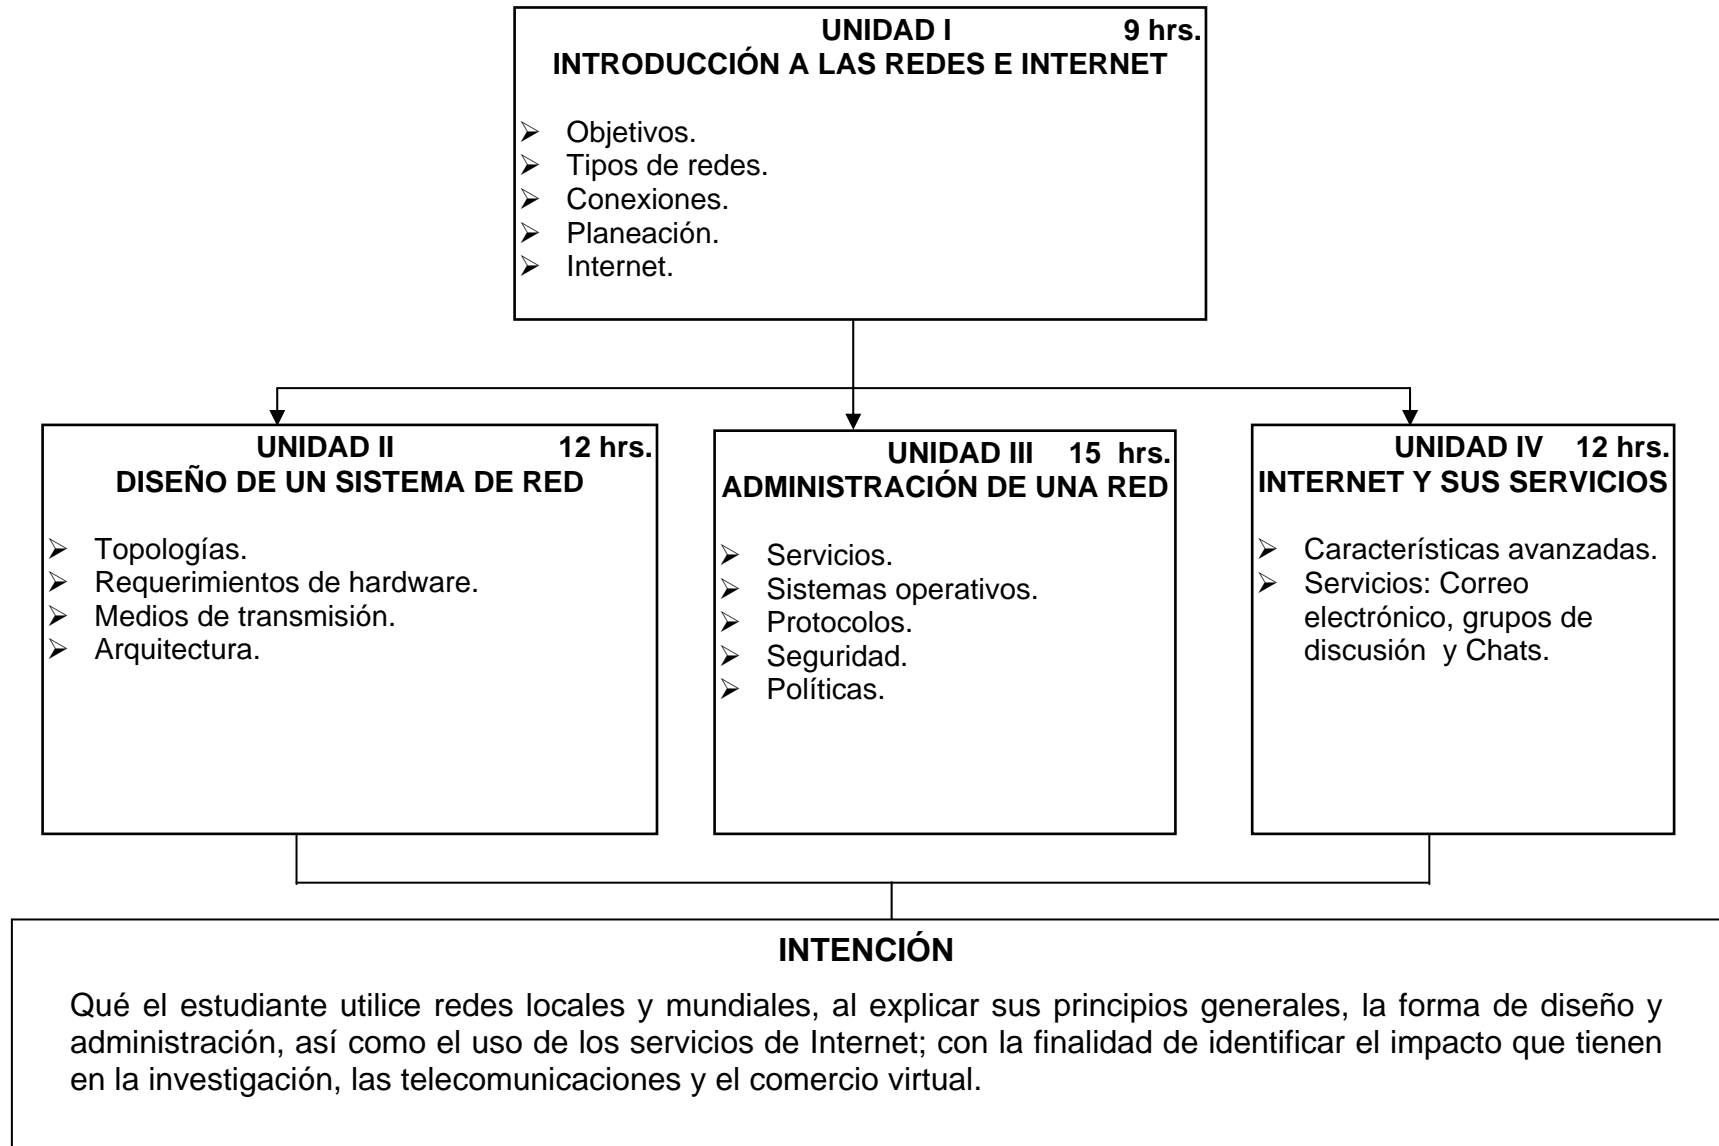 UNIDAD I 9 hrs.
INTRODUCCIÓN A LAS REDES E INTERNET
➢ Objetivos.
➢ Tipos de redes.
➢ Conexiones.
➢ Planeación.
➢ Internet.
UNIDAD II 12 hrs.
DISEÑO DE UN SISTEMA DE RED
➢ Topologías.
➢ Requerimientos de hardware.
➢ Medios de transmisión.
➢ Arquitectura.
UNIDAD III 15 hrs.
ADMINISTRACIÓN DE UNA RED
➢ Servicios.
➢ Sistemas operativos.
➢ Protocolos.
➢ Seguridad.
➢ Políticas.
UNIDAD IV 12 hrs.
INTERNET Y SUS SERVICIOS
➢ Características avanzadas.
➢ Servicios: Correo
electrónico, grupos de
discusión y Chats.
INTENCIÓN
Qué el estudiante utilice redes locales y mundiales, al explicar sus principios generales, la forma de diseño y
administración, así como el uso de los servicios de Internet; con la finalidad de identificar el impacto que tienen
en la investigación, las telecomunicaciones y el comercio virtual.